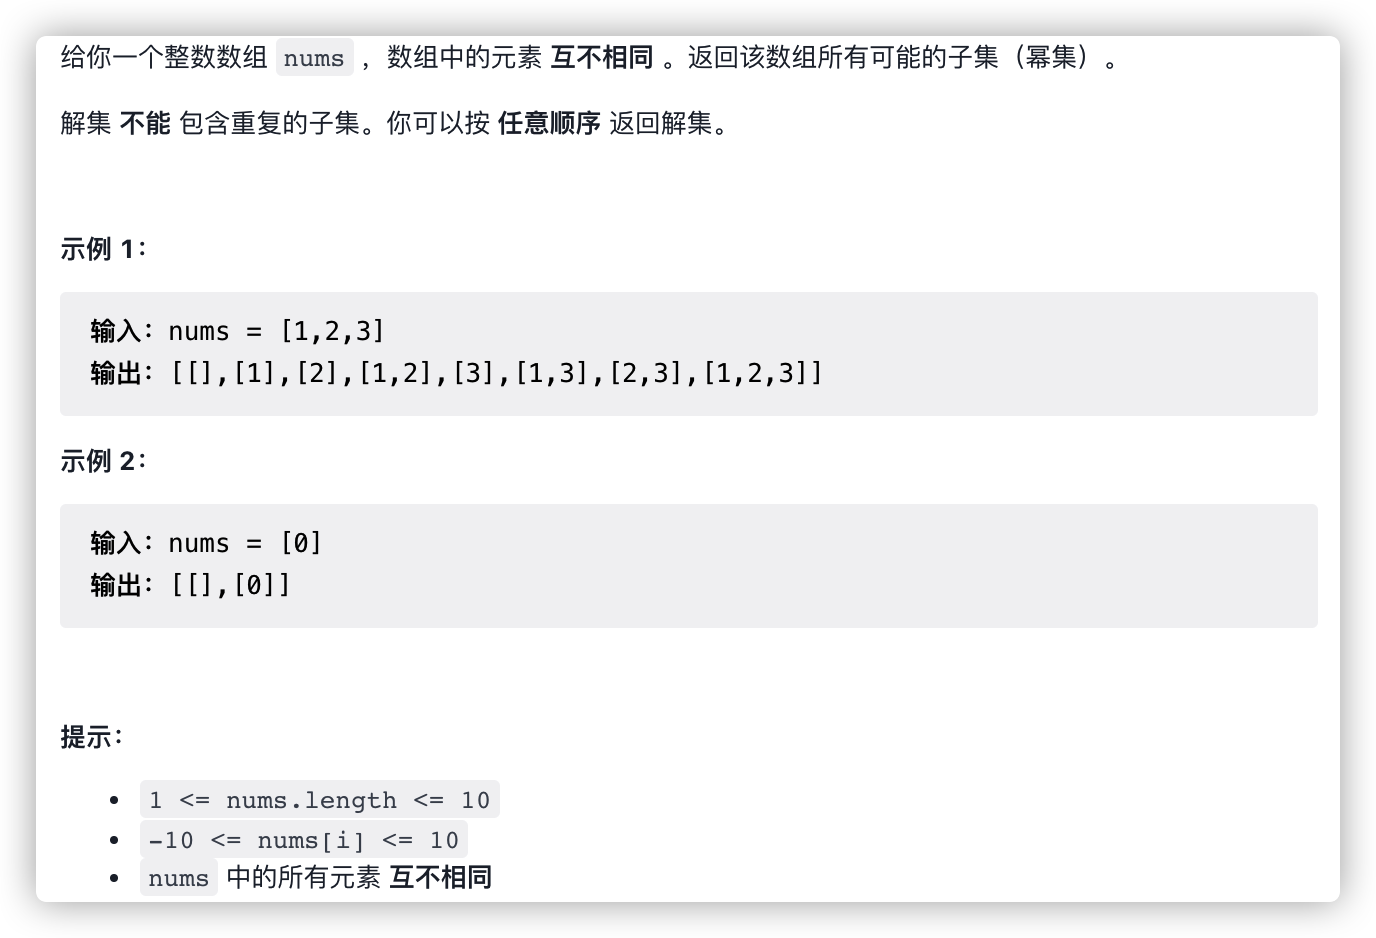 给你一个整数数组 nums ，数组中的元素 互不相同 。返回该数组所有可能的子集（幂集）。
解集 不能 包含重复的子集。你可以按 任意顺序 返回解集。
示例 1：
输入：nums = [1,2,3]
输出：[[],[1],[2],[1,2],[3],[1,3],[2,3],[1,2,3]]
示例 2：
输入：nums = [0]
输出：[[],[0]]
提示：
• 1 <= nums.length <= 10
• -10 <= nums[i] <= 10
• nums 中的所有元素 互不相同